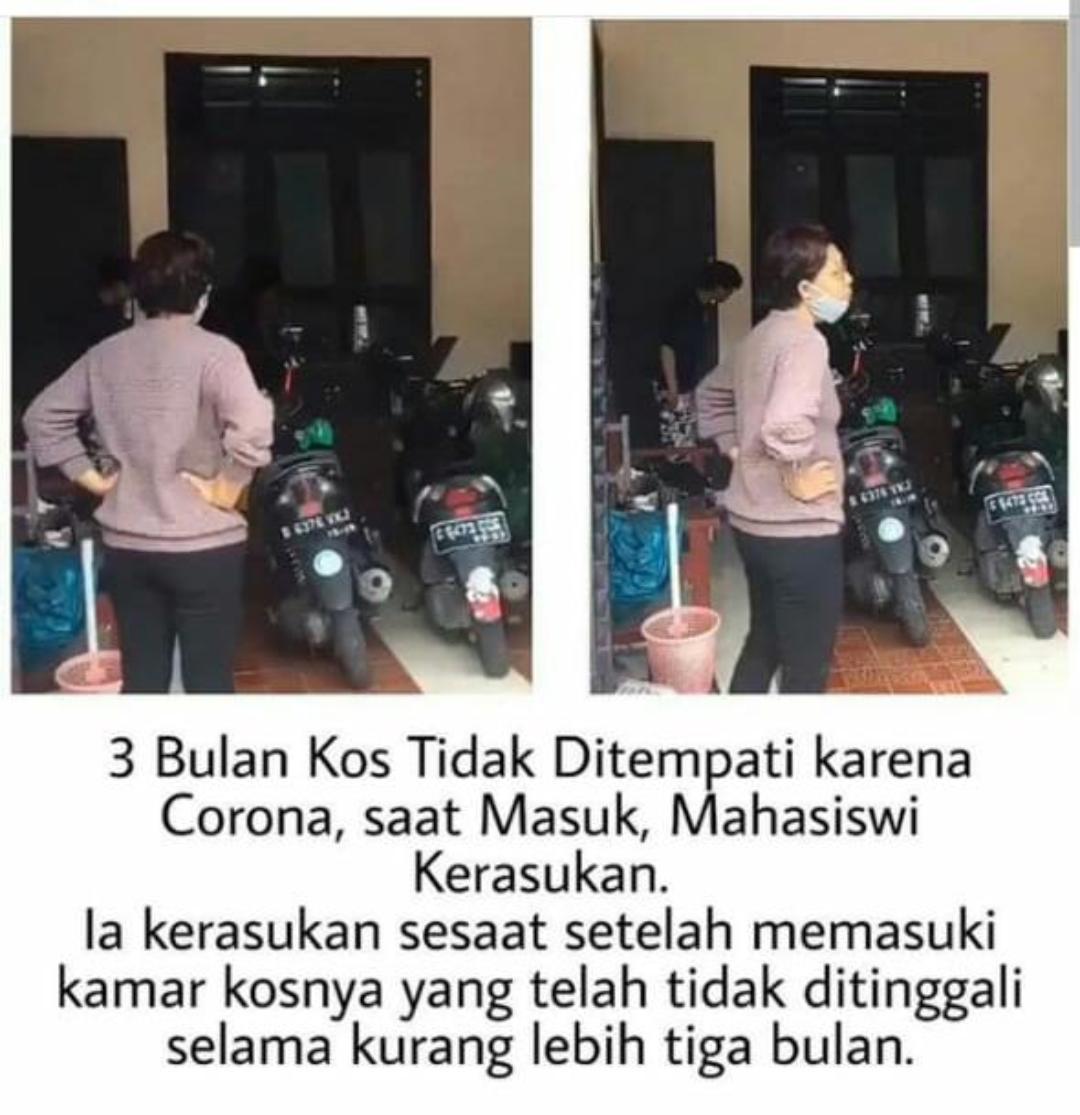 3 Bulan Kos Tidak Ditempati karena
Corona, saat Masuk, Mahasiswi
Kerasukan.
Ia kerasukan sesaat setelah memasuki
kamar kosnya yang telah tidak ditinggali
selama kurang lebih tiga bulan.